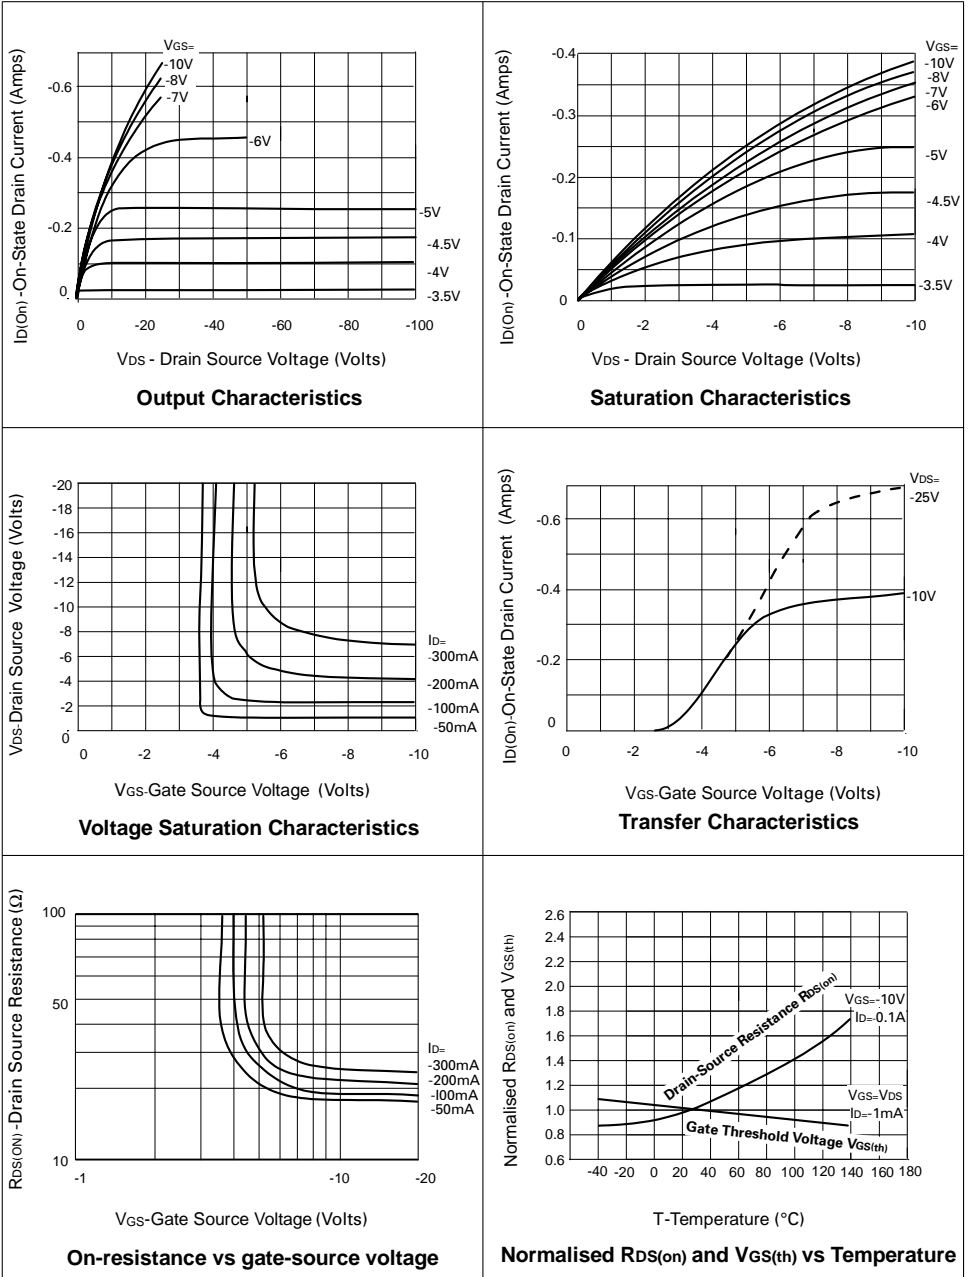 VGS=
-10V
-8V
-7V
-6V
-5V
-4.5V
-4V
-3.5V
-0.6
-0.4
-0.2
0
0 -20 -40 -60 -80 -100
ID(On) -On-State Drain Current (Amps)
VDS - Drain Source Voltage (Volts)
Output Characteristics
VGS=
-10V
-8V
-7V
-6V
-5V
-4.5V
-4V
-3.5V
-0.4
-0.3
-0.2
-0.1
0
0 -2 -4 -6 -8 -10
ID(On) -On-State Drain Current (Amps)
VDS - Drain Source Voltage (Volts)
Saturation Characteristics
-20
-18
-16
-14
-12
-10
-8
-6
-4
-2
0
ID=
-300mA
-200mA
-100mA
-50mA
0 -2 -4 -6 -8 -10
VDS-Drain Source Voltage (Volts)
VGS-Gate Source Voltage (Volts)
Voltage Saturation Characteristics
VDS=
-25V
-10V
-0.6
-0.4
-0.2
0
0 -2 -4 -6 -8 -10
ID(On)-On-State Drain Current (Amps)
VGS-Gate Source Voltage (Volts)
Transfer Characteristics
100
50
10
ID=
-300mA
-200mA
-100mA
-50mA
-1 -10 -20
RDS(ON) -Drain Source Resistance (Ω)
VGS-Gate Source Voltage (Volts)
On-resistance vs gate-source voltage
2.6
2.4
2.2
2.0
1.8
1.6
1.4
1.2
1.0
0.8
0.6
Drain-Source Resistance RDS(on)
VGS=-10V
ID=-0.1A
VGS=VDS
ID=-1mA
Gate Threshold Voltage VGS(th)
-40 -20 0 20 40 60 80 100 120 140 160 180
Normalised RDS(on) and VGS(th)
T-Temperature (°C)
Normalised RDS(on) and VGS(th) vs Temperature